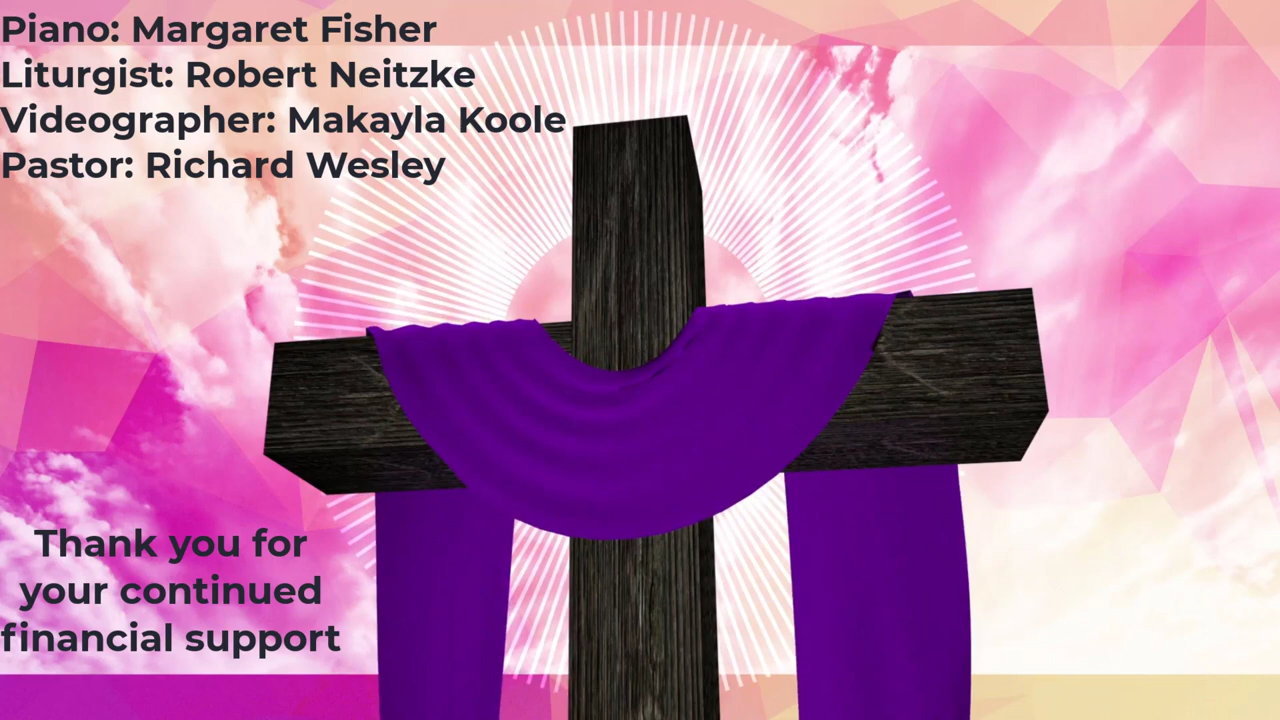 Piano: Margaret Fisher
Liturgist: Robert Neitzke
Videographer: Makayla Koole
Pastor: Richard Wesley
Thank you for
your continued
financial support